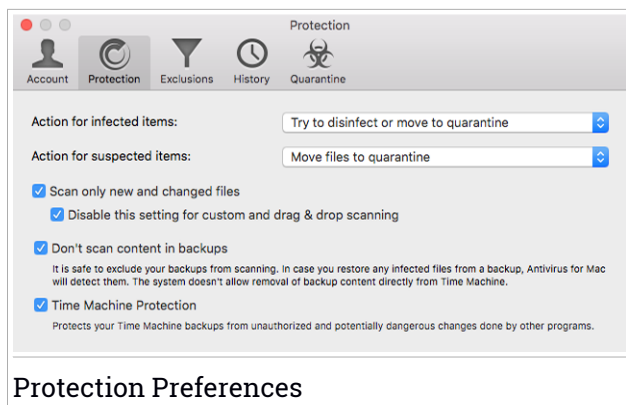 Protection
Account Protection Exclusions History Quarantine
Action for infected items: Try to disinfect or move to quarantine
Action for suspected items: Move files to quarantine
Scan only new and changed files
Disable this setting for custom and drag & drop scanning
Don't scan content in backups
It is safe to exclude your backups from scanning. In case you restore any infected files from a backup, Antivirus for Mac
will detect them. The system doesn't allow removal of backup content directly from Time Machine.
Time Machine Protection
Protects your Time Machine backups from unauthorized and potentially dangerous changes done by other programs.
Protection Preferences